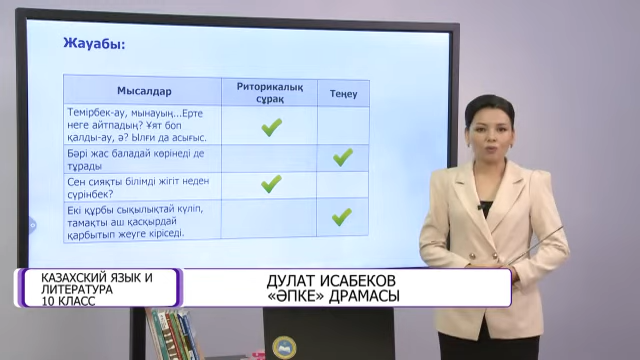 Жауабы:
Мысалдар
Риторикалық
сұрақ
Теңеу
Темірбек-ау, мынауың...Ерте
неге айтпадың? Ұят боп
қалды-ау, ә? Ылғи да асығыс.
Бәрі жас баладай көрінеді де
тұрады
Сен сияқты білімді жігіт неден
сүрінбек?
Екі құрбы сықылықтай күліп,
тамақты аш қасқырдай
қарбытып жеуге кіріседі.
КАЗАХСКИЙ ЯЗЫК И
ЛИТЕРАТУРА
10 КЛАСС
ДУЛАТ ИСАБЕКОВ
«ӘПКЕ» ДРАМАСЫ